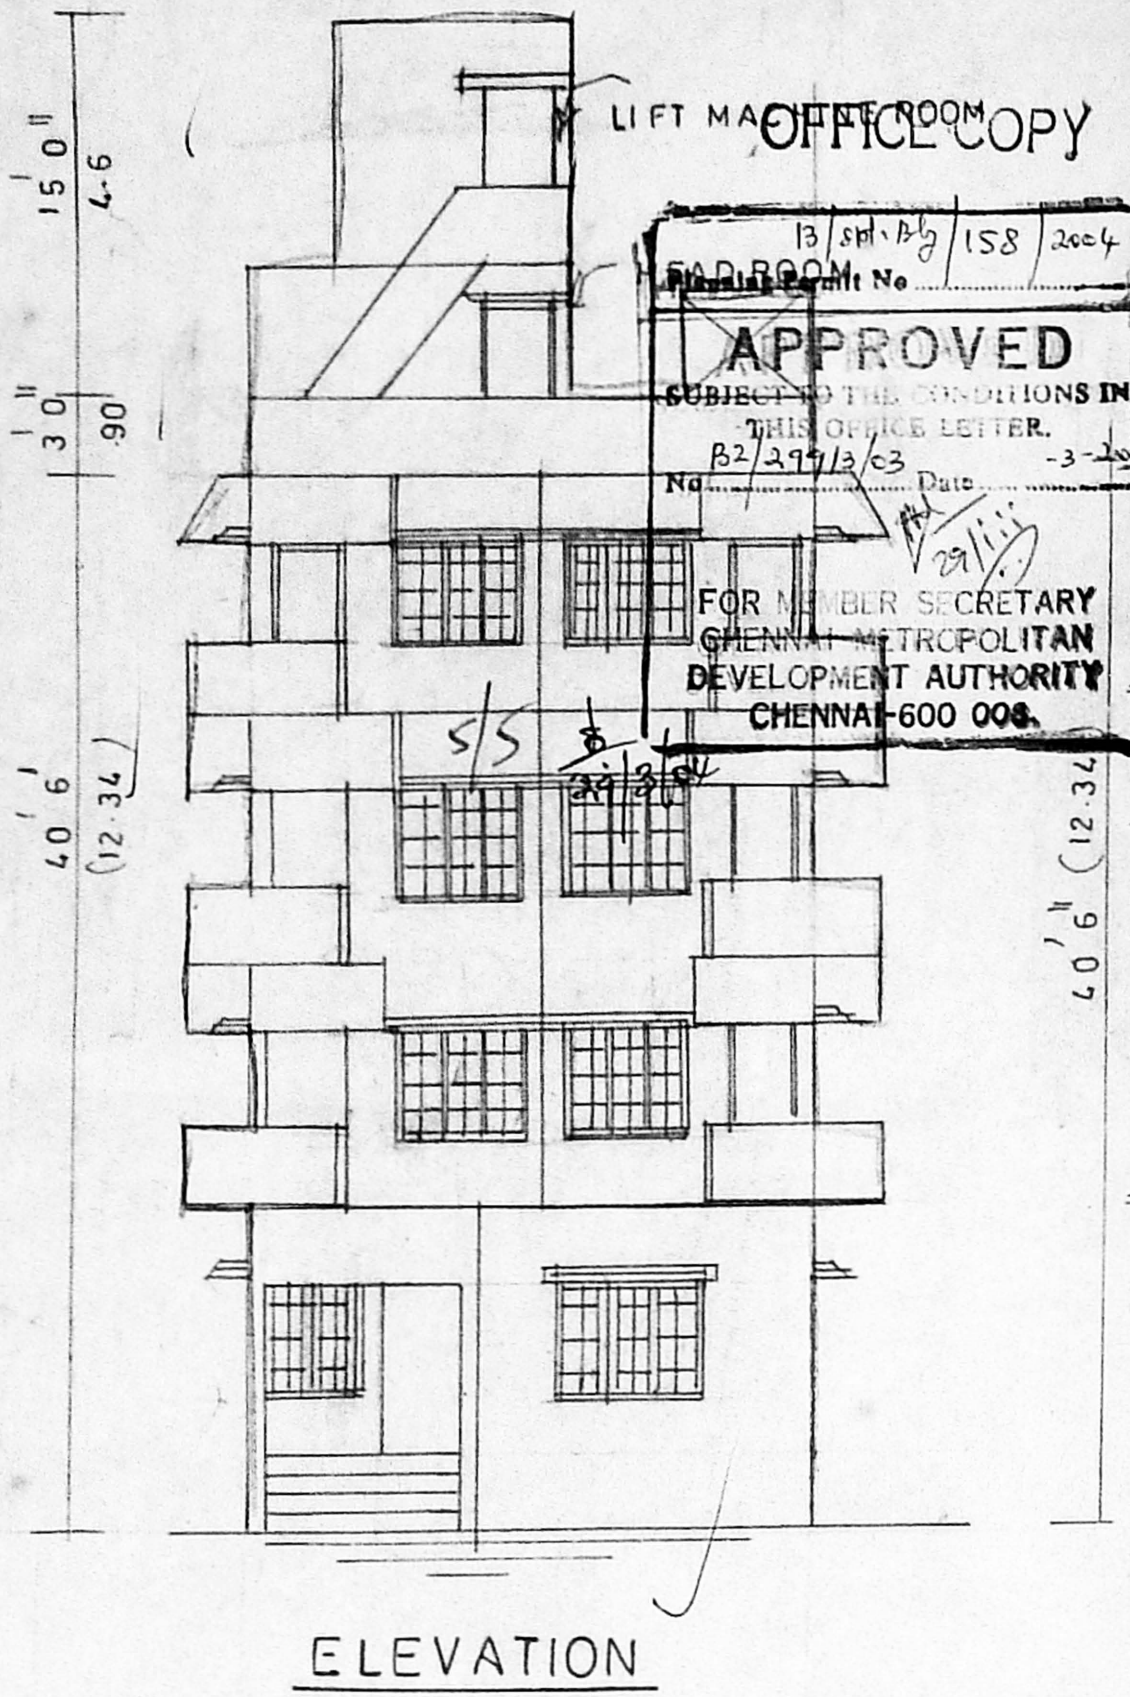 LIFT MACHINE ROOM
OFFICE COPY
13/Spl.Blg/158/2004
HEAD ROOM
Planning Permit No
APPROVED
SUBJECT TO THE CONDITIONS IN
THIS OFFICE LETTER.
No B2/ /03 Date -3-
29/iii
FOR MEMBER SECRETARY
CHENNAI METROPOLITAN
DEVELOPMENT AUTHORITY
CHENNAI-600 008.
5/5
29/3/04
15'0"
4.6
3'0"
.90
40'6"
(12.34)
40'6" (12.34
ELEVATION